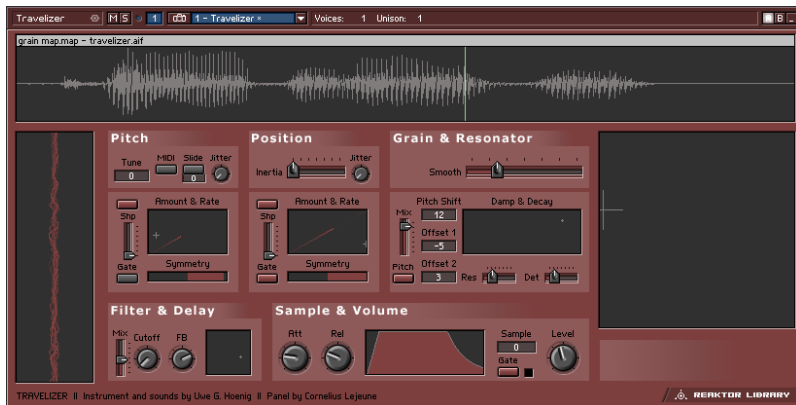 Travelizer M S 1 1 - Travelizer * Voices: 1 Unison: 1 B
grain map.map - travelizer.aif
Pitch
Tune MIDI Slide Jitter
0 0
Amount & Rate
Shp
Gate Symmetry
Position
Inertia Jitter
Amount & Rate
Shp
Gate Symmetry
Grain & Resonator
Smooth
Mix Pitch Shift Damp & Decay
12
Offset 1
-5
Pitch Offset 2
3 Res Det
Filter & Delay
Mix Cutoff FB
Sample & Volume
Att Rel Sample Level
0
Gate
TRAVELIZER II Instrument and sounds by Uwe G. Hoenig II Panel by Cornelius Lejeune
REAKTOR LIBRARY